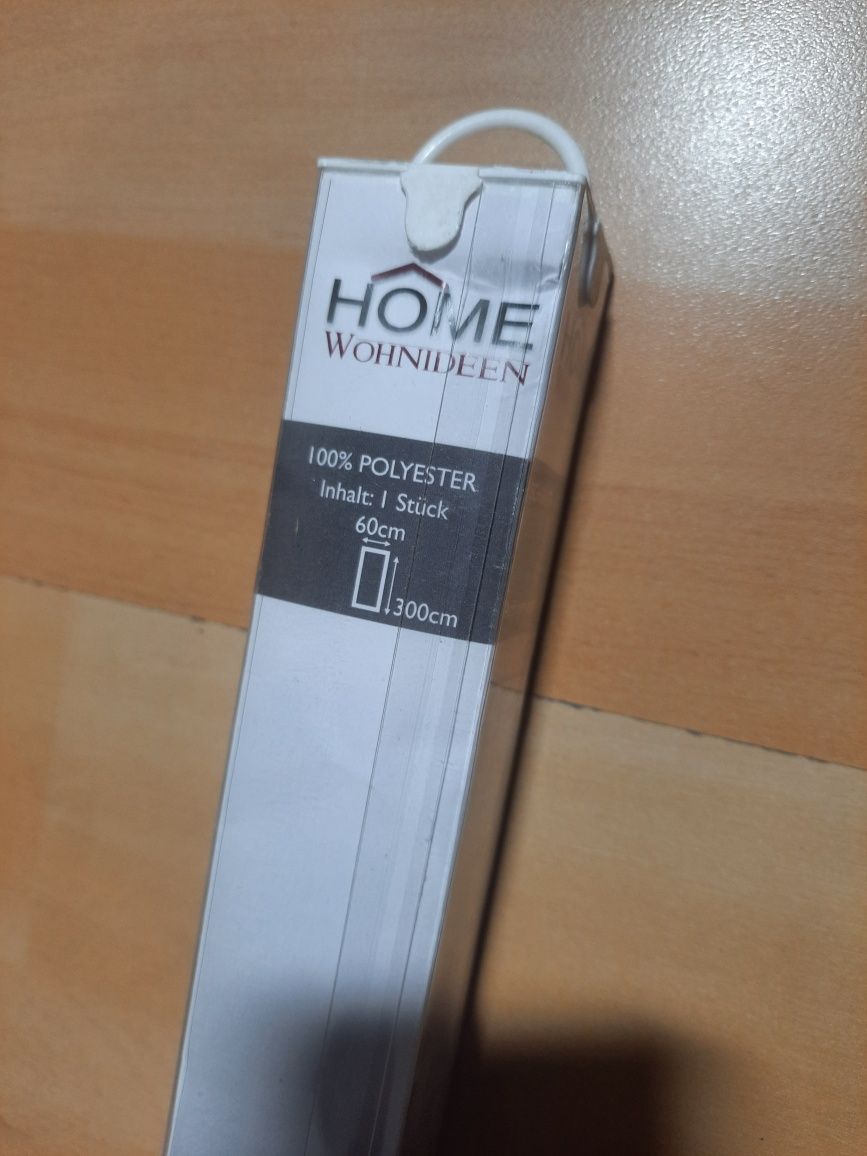 HOME
WOHNIDEEN
100% POLYESTER
Inhalt: 1 Stück
60cm
300cm